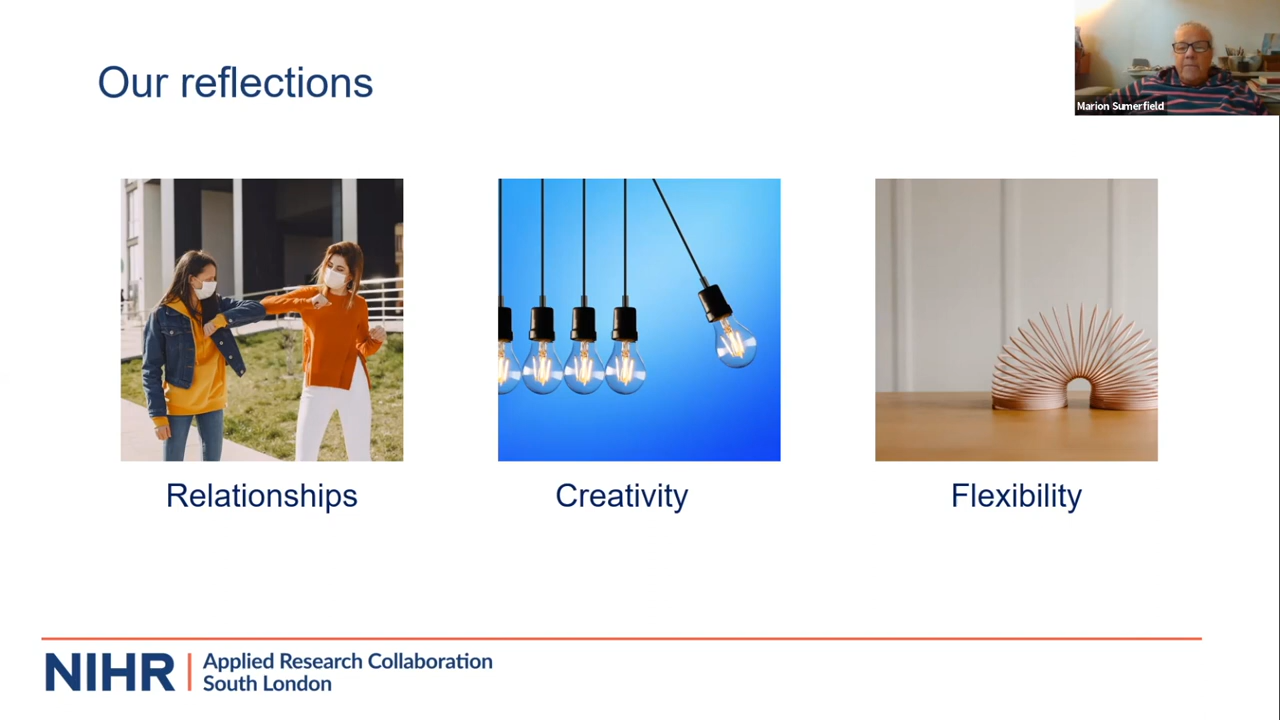 Our reflections
Marion Sumerfield
Relationships
Creativity
Flexibility
NIHR
Applied Research Collaboration
South London